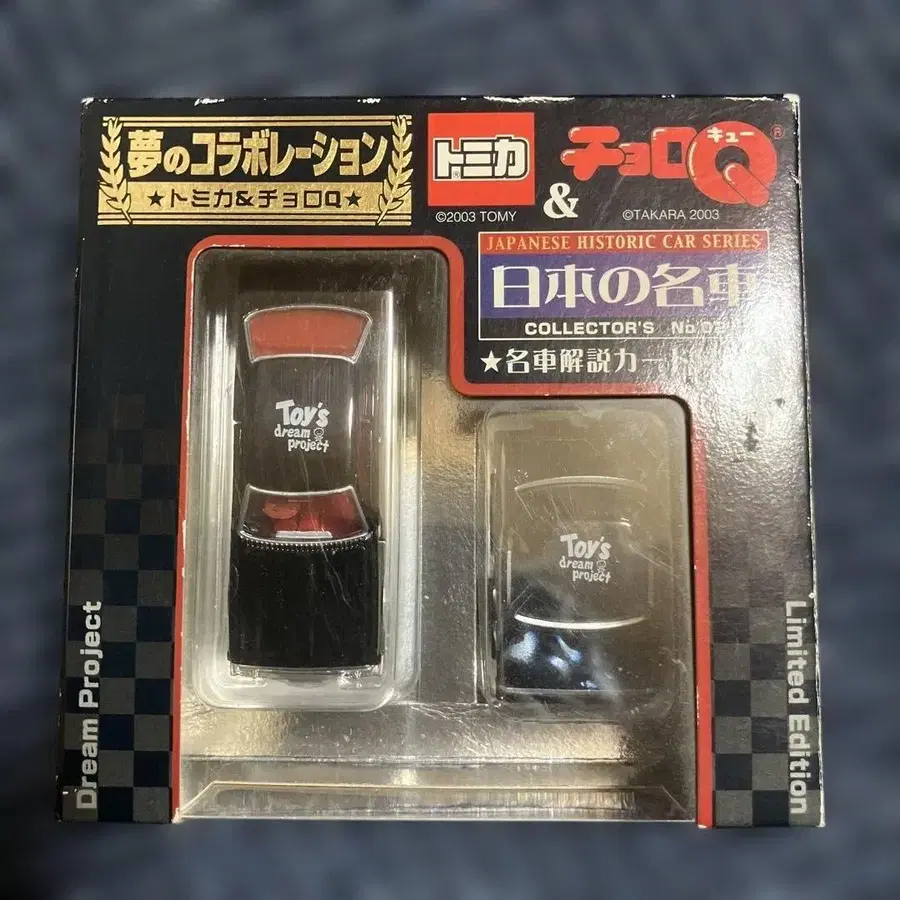 夢のコラボレーション
★トミカ&チョロQ★
トミカ®
©2003 TOMY
&
チョロQ®
キュー
©TAKARA 2003
JAPANESE HISTORIC CAR SERIES
日本の名車
COLLECTOR'S No.
★名車解説カード
Toy's
dream
project
Toy's
dream
project
Dream Project
Limited Edition